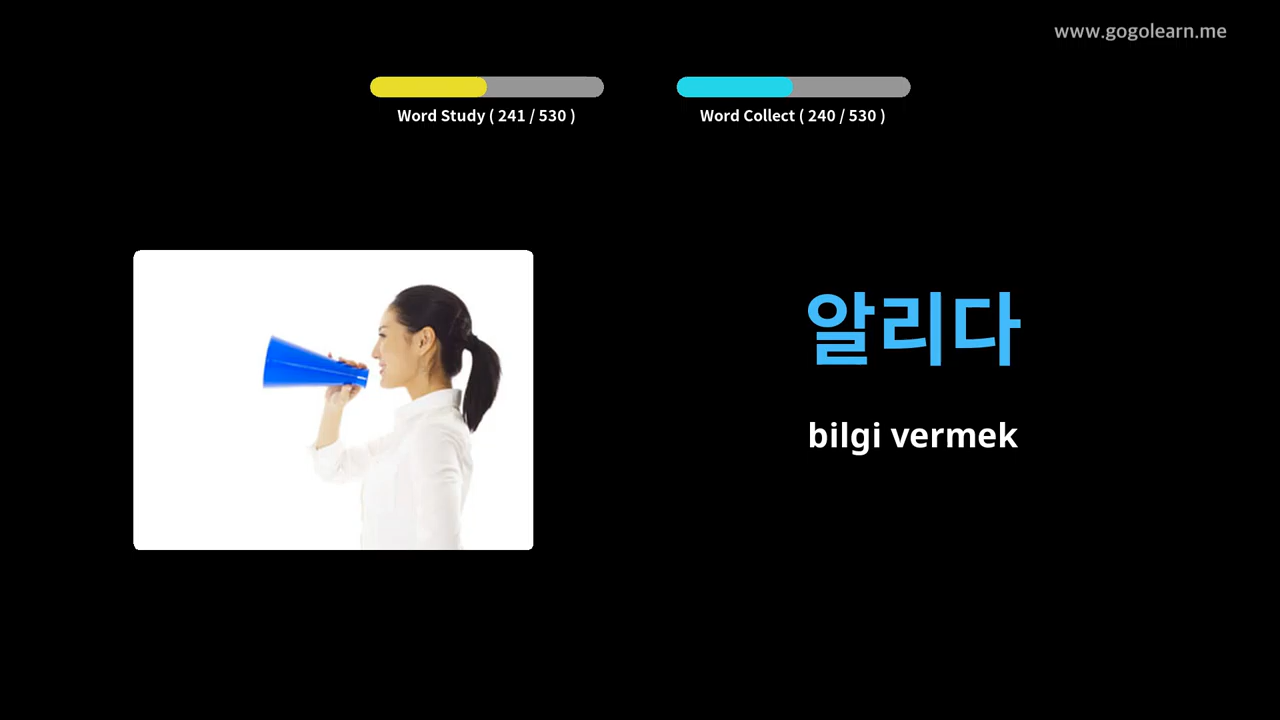 www.gogolearn.me
Word Study ( 241 / 530 )
Word Collect ( 240 / 530 )
알리다
bilgi vermek